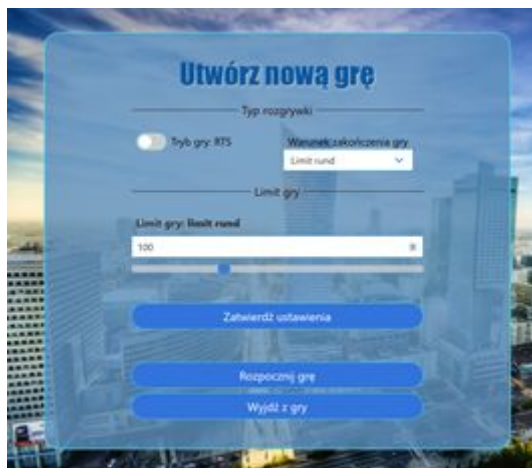 Utwórz nową grę
Typ rozgrywki
Tryb gry: RTS
Warunek zakończenia gry
Limit rund
Limit gry
Limit gry: limit rund
100
Zatwierdź ustawienia
Rozpocznij grę
Wyjdź z gry